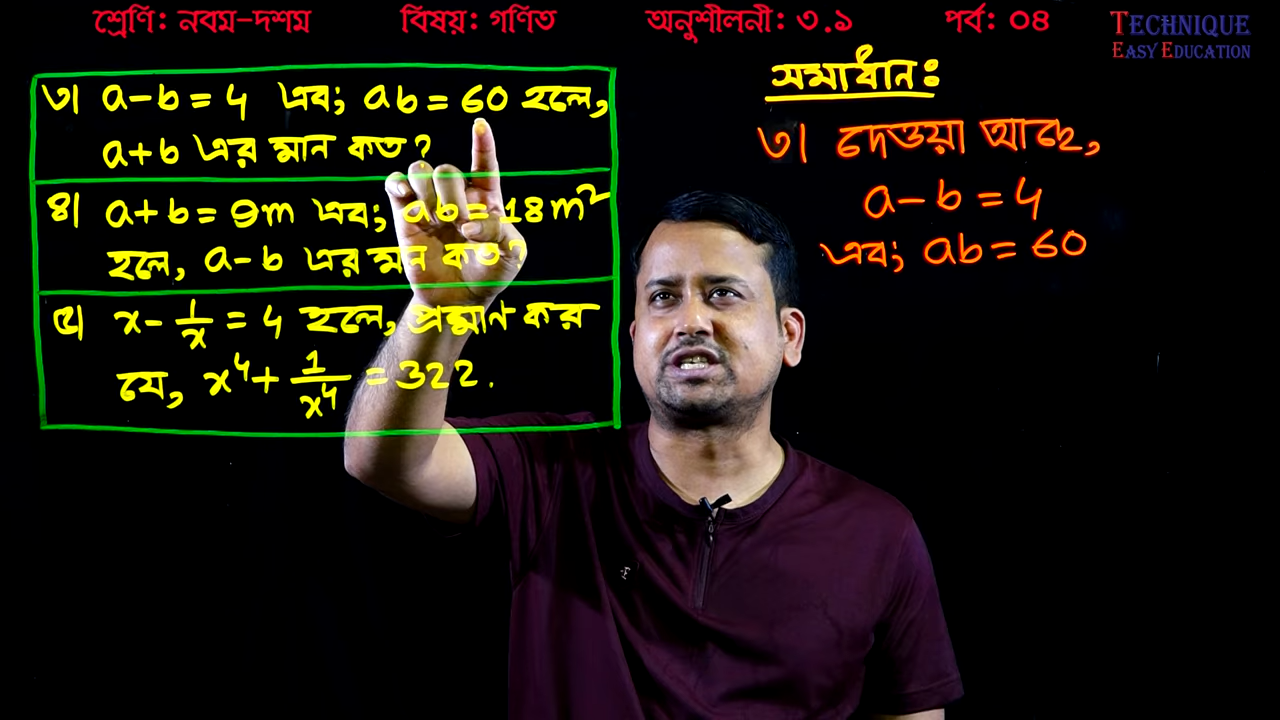 শ্রেণি: নবম-দশম বিষয়: গণিত অনুশীলনী: ৩.১ পর্ব: ০৪
TECHNIQUE
EASY EDUCATION
৩। a-b = 4 এবং ab = 60 হলে,
a+b এর মান কত?
৪। a+b = 9m এবং ab = 18m²
হলে, a-b এর মান কত?
৫। x - 1/x = 4 হলে, প্রমাণ কর
যে, x⁴ + 1/x⁴ = 322.
সমাধান:
৩। দেওয়া আছে,
a-b = 4
এবং ab = 60